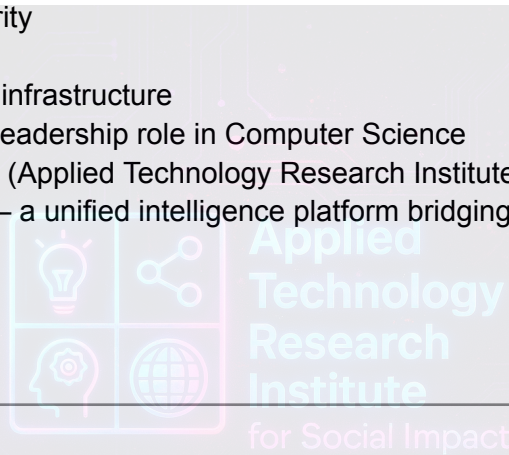 rity
infrastructure
eadership role in Computer Science
(Applied Technology Research Institute
– a unified intelligence platform bridging
Applied
Technology
Research
Institute
for Social Impact